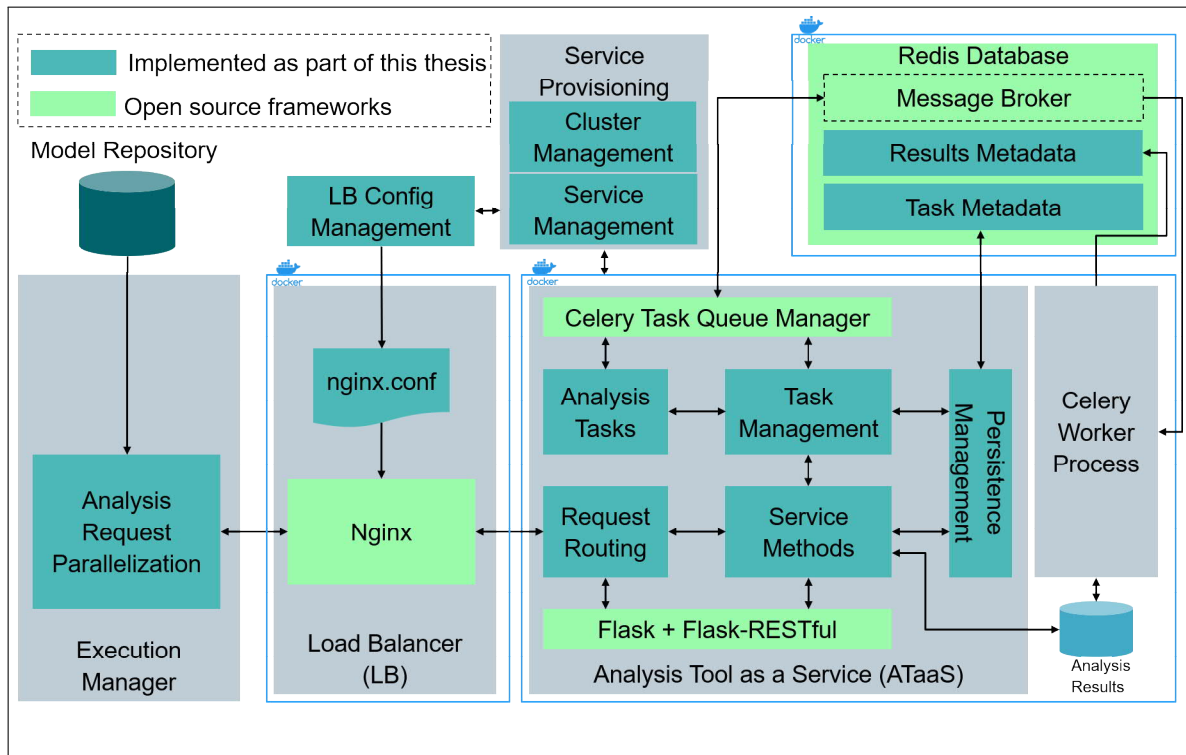 Implemented as part of this thesis
Open source frameworks
Model Repository
Service
Provisioning
Cluster
Management
Service
Management
LB Config
Management
docker
Redis Database
Message Broker
Results Metadata
Task Metadata
docker
nginx.conf
Analysis
Request
Parallelization
Nginx
Execution
Manager
Load Balancer
(LB)
docker
Celery Task Queue Manager
Analysis
Tasks
Task
Management
Persistence
Management
Request
Routing
Service
Methods
Flask + Flask-RESTful
Analysis Tool as a Service (ATaaS)
Celery
Worker
Process
Analysis
Results